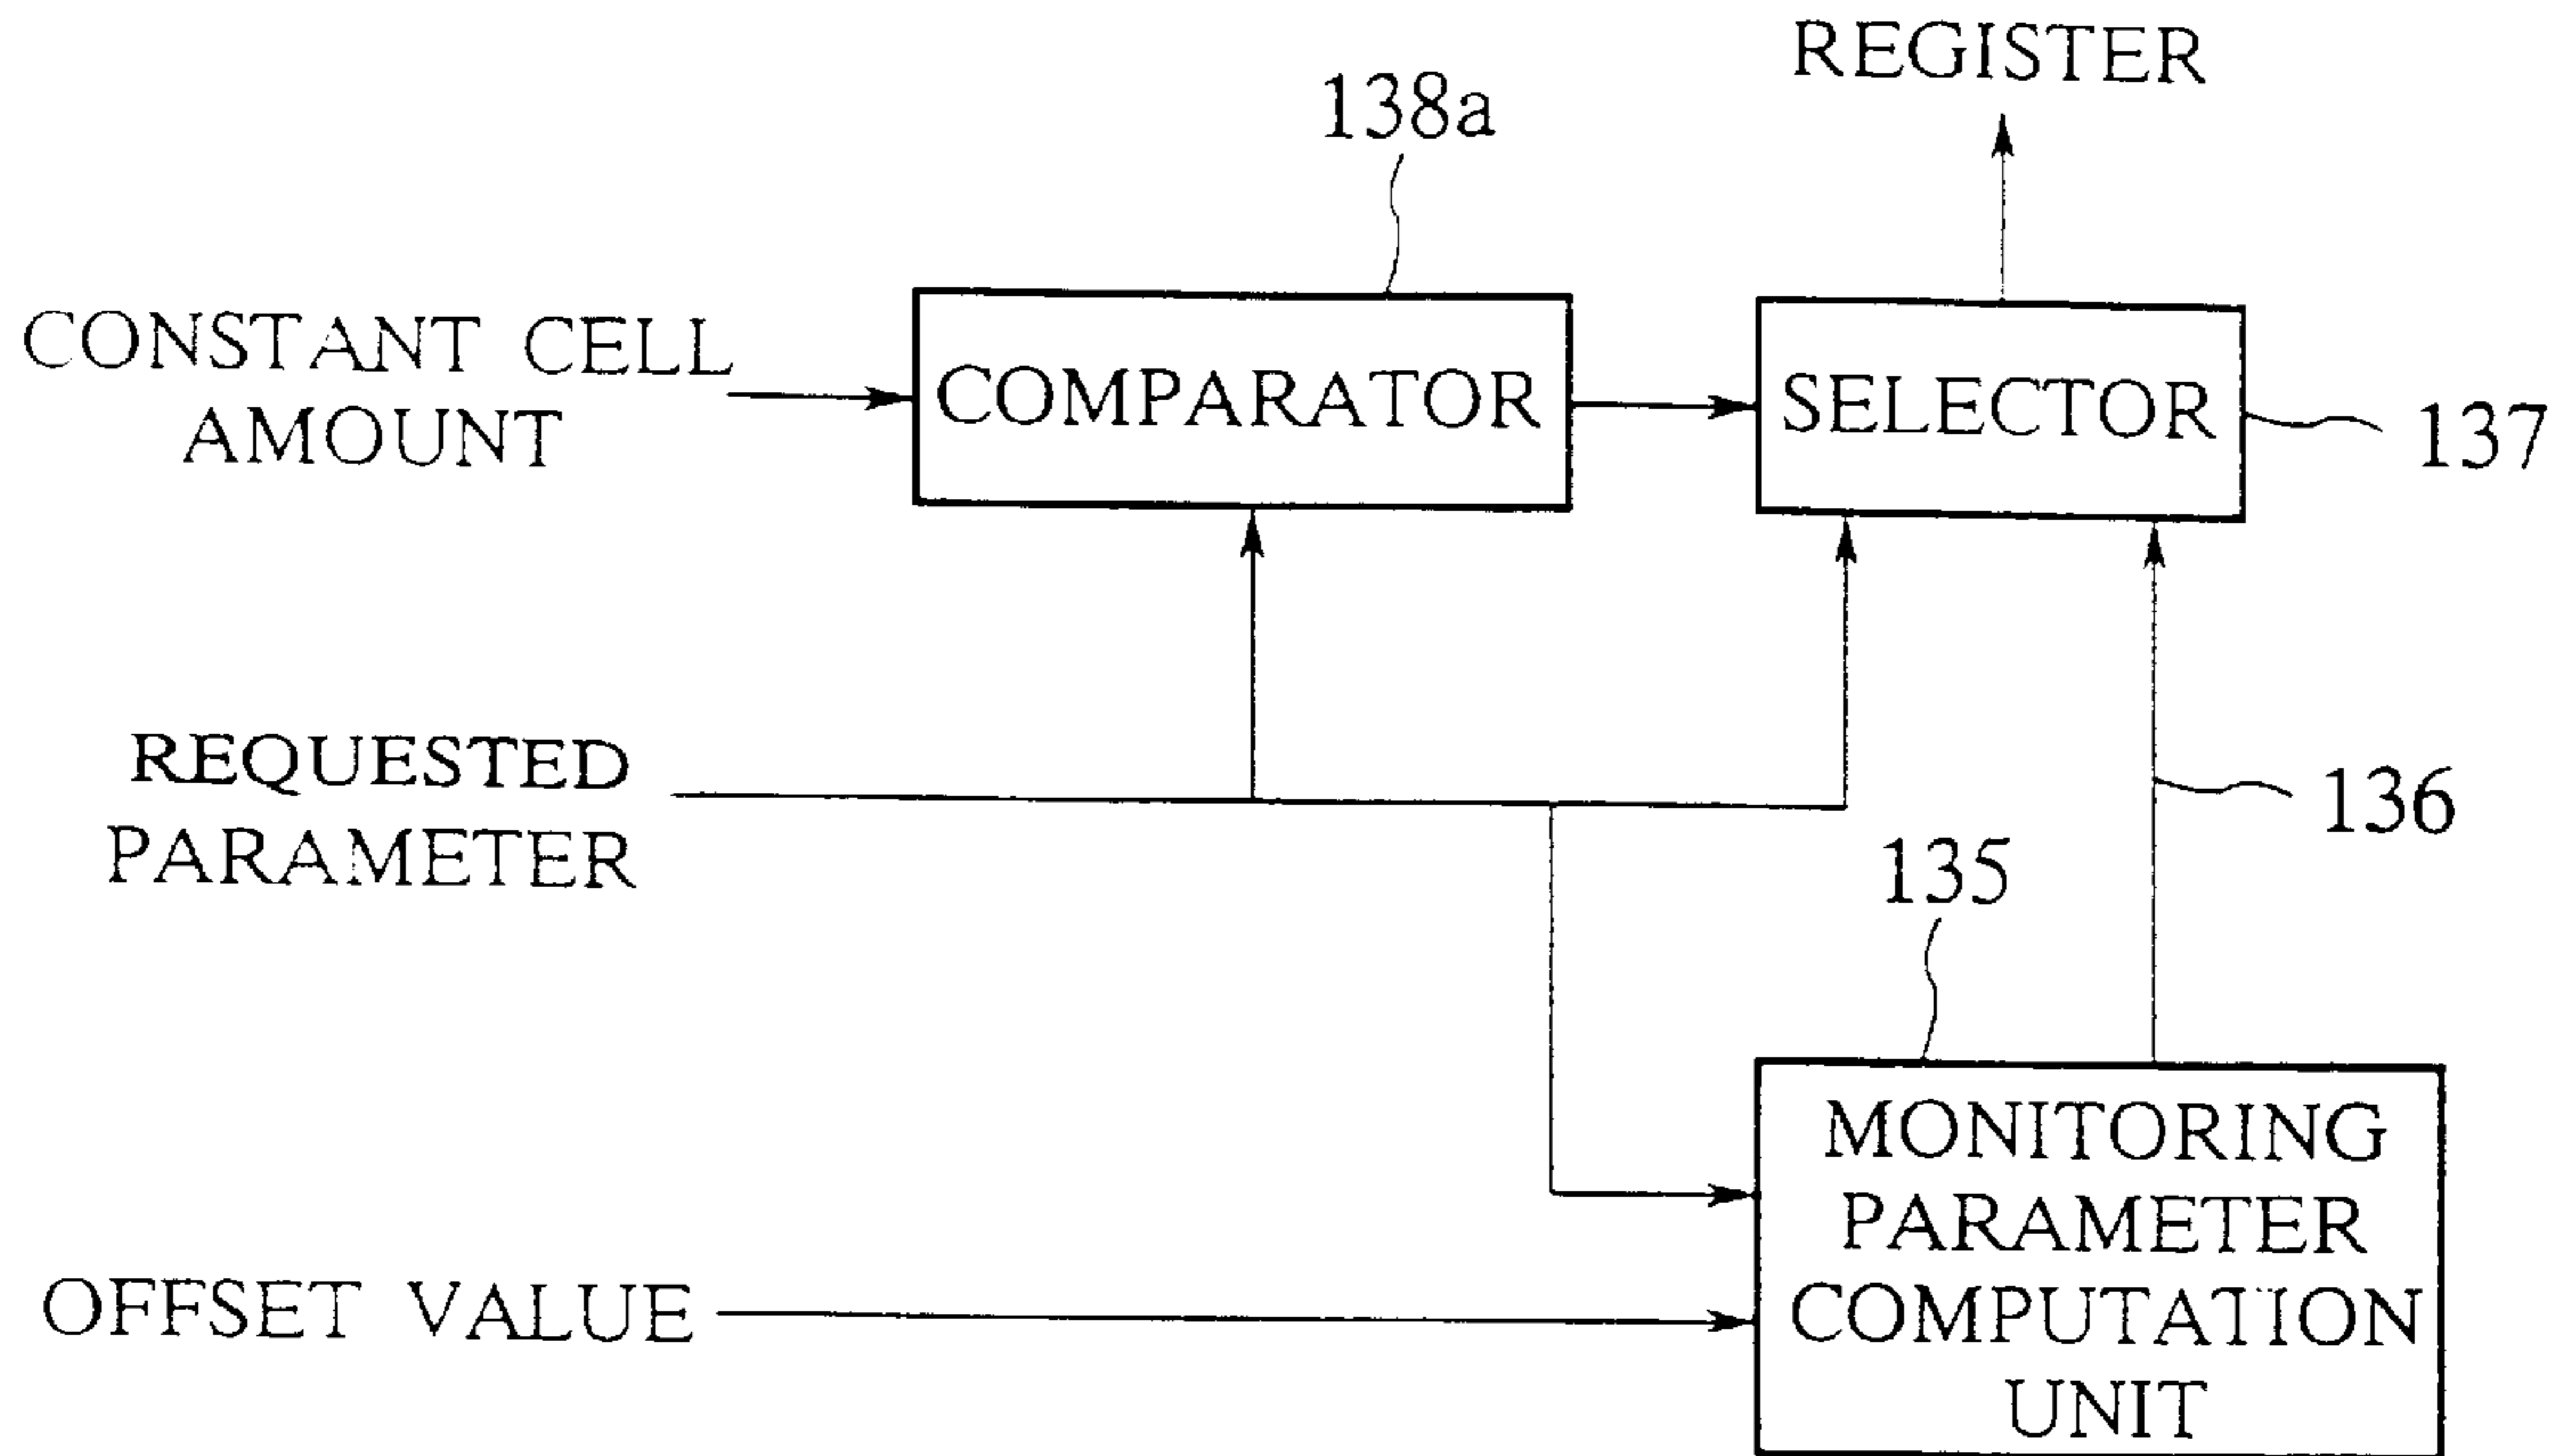 REGISTER
138a
CONSTANT CELL
AMOUNT
COMPARATOR
SELECTOR
137
REQUESTED
PARAMETER
136
135
MONITORING
PARAMETER
COMPUTATION
UNIT
OFFSET VALUE